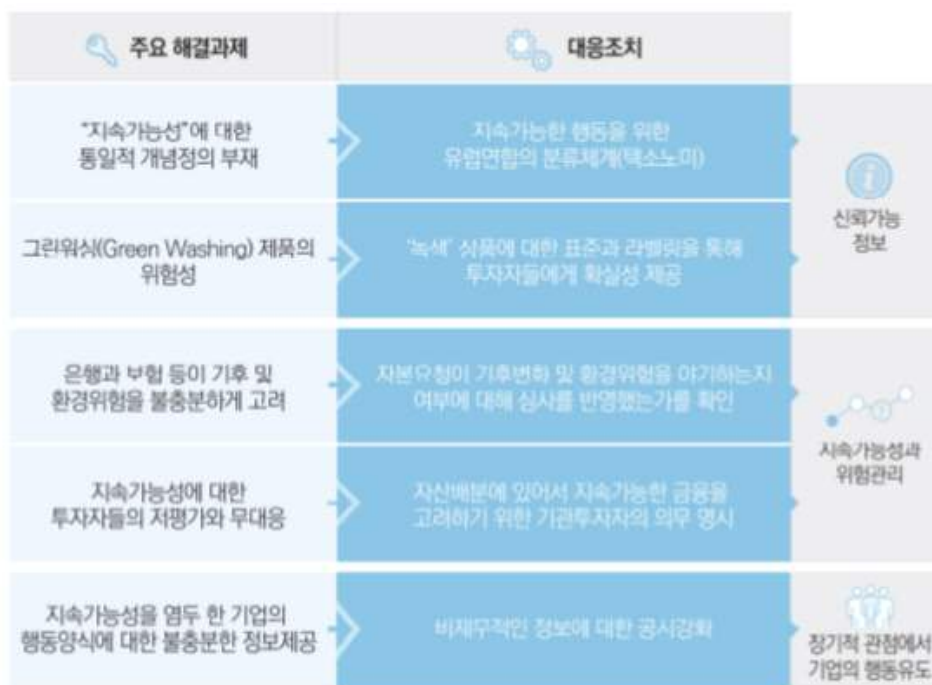 주요 해결과제
대응조치
"지속가능성"에 대한
통일적 개념정의 부재
지속가능한 행동을 위한
유럽연합의 분류체계(택소노미)
그린워싱(Green Washing) 제품의
위험성
'녹색' 상품에 대한 표준과 라벨링을 통해
투자자들에게 확실성 제공
신뢰가능
정보
은행과 보험 등이 기후 및
환경위험을 불충분하게 고려
자본요청이 기후변화 및 환경위험을 야기하는지
여부에 대해 심사를 반영했는가를 확인
지속가능성에 대한
투자자들의 저평가와 무대응
자산배분에 있어서 지속가능한 금융을
고려하기 위한 기관투자자의 의무 명시
지속가능성과
위험관리
지속가능성을 염두 한 기업의
행동양식에 대한 불충분한 정보제공
비재무적인 정보에 대한 공시강화
장기적 관점에서
기업의 행동유도